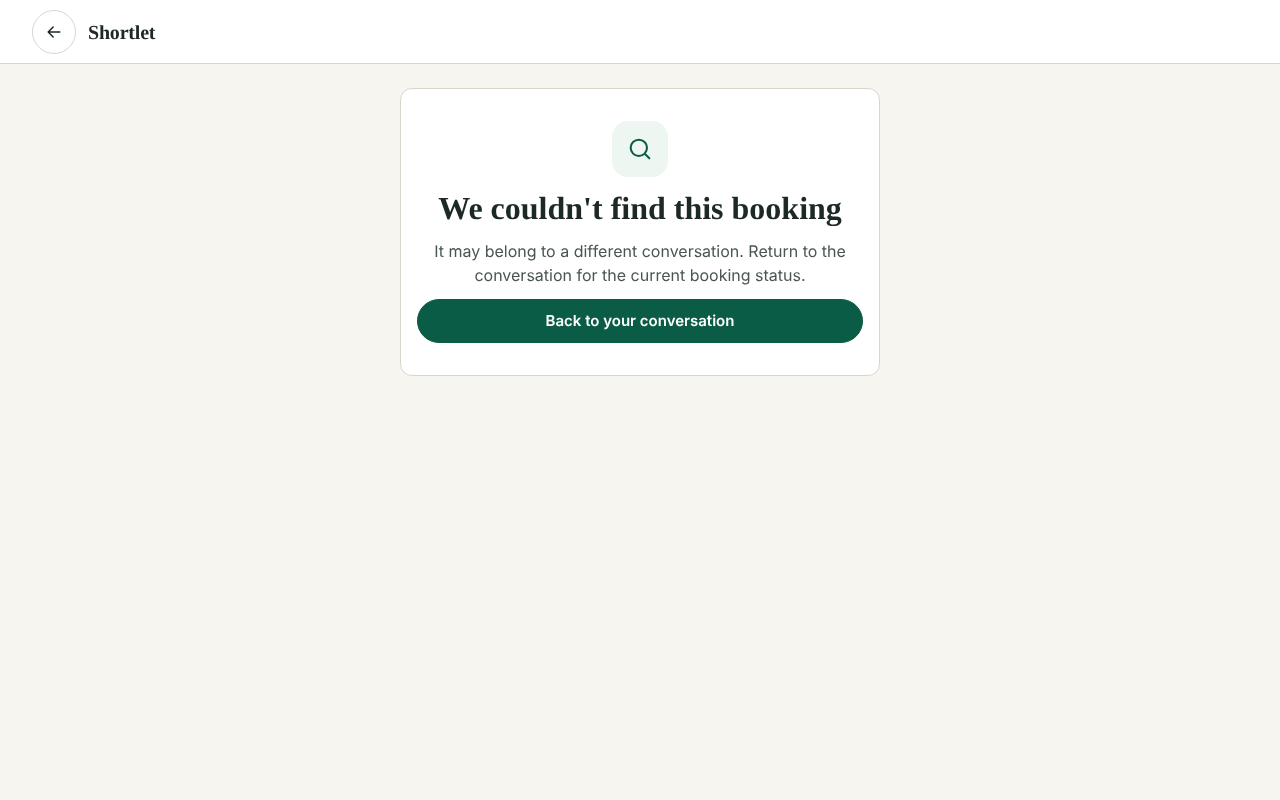 Shortlet
We couldn't find this booking
It may belong to a different conversation. Return to the
conversation for the current booking status.
Back to your conversation